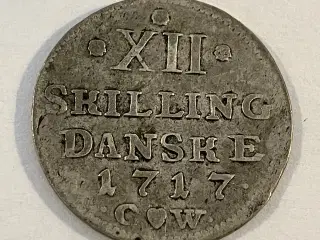 · XII ·
SKILLING
DANSKE
1717·
·C♥W·